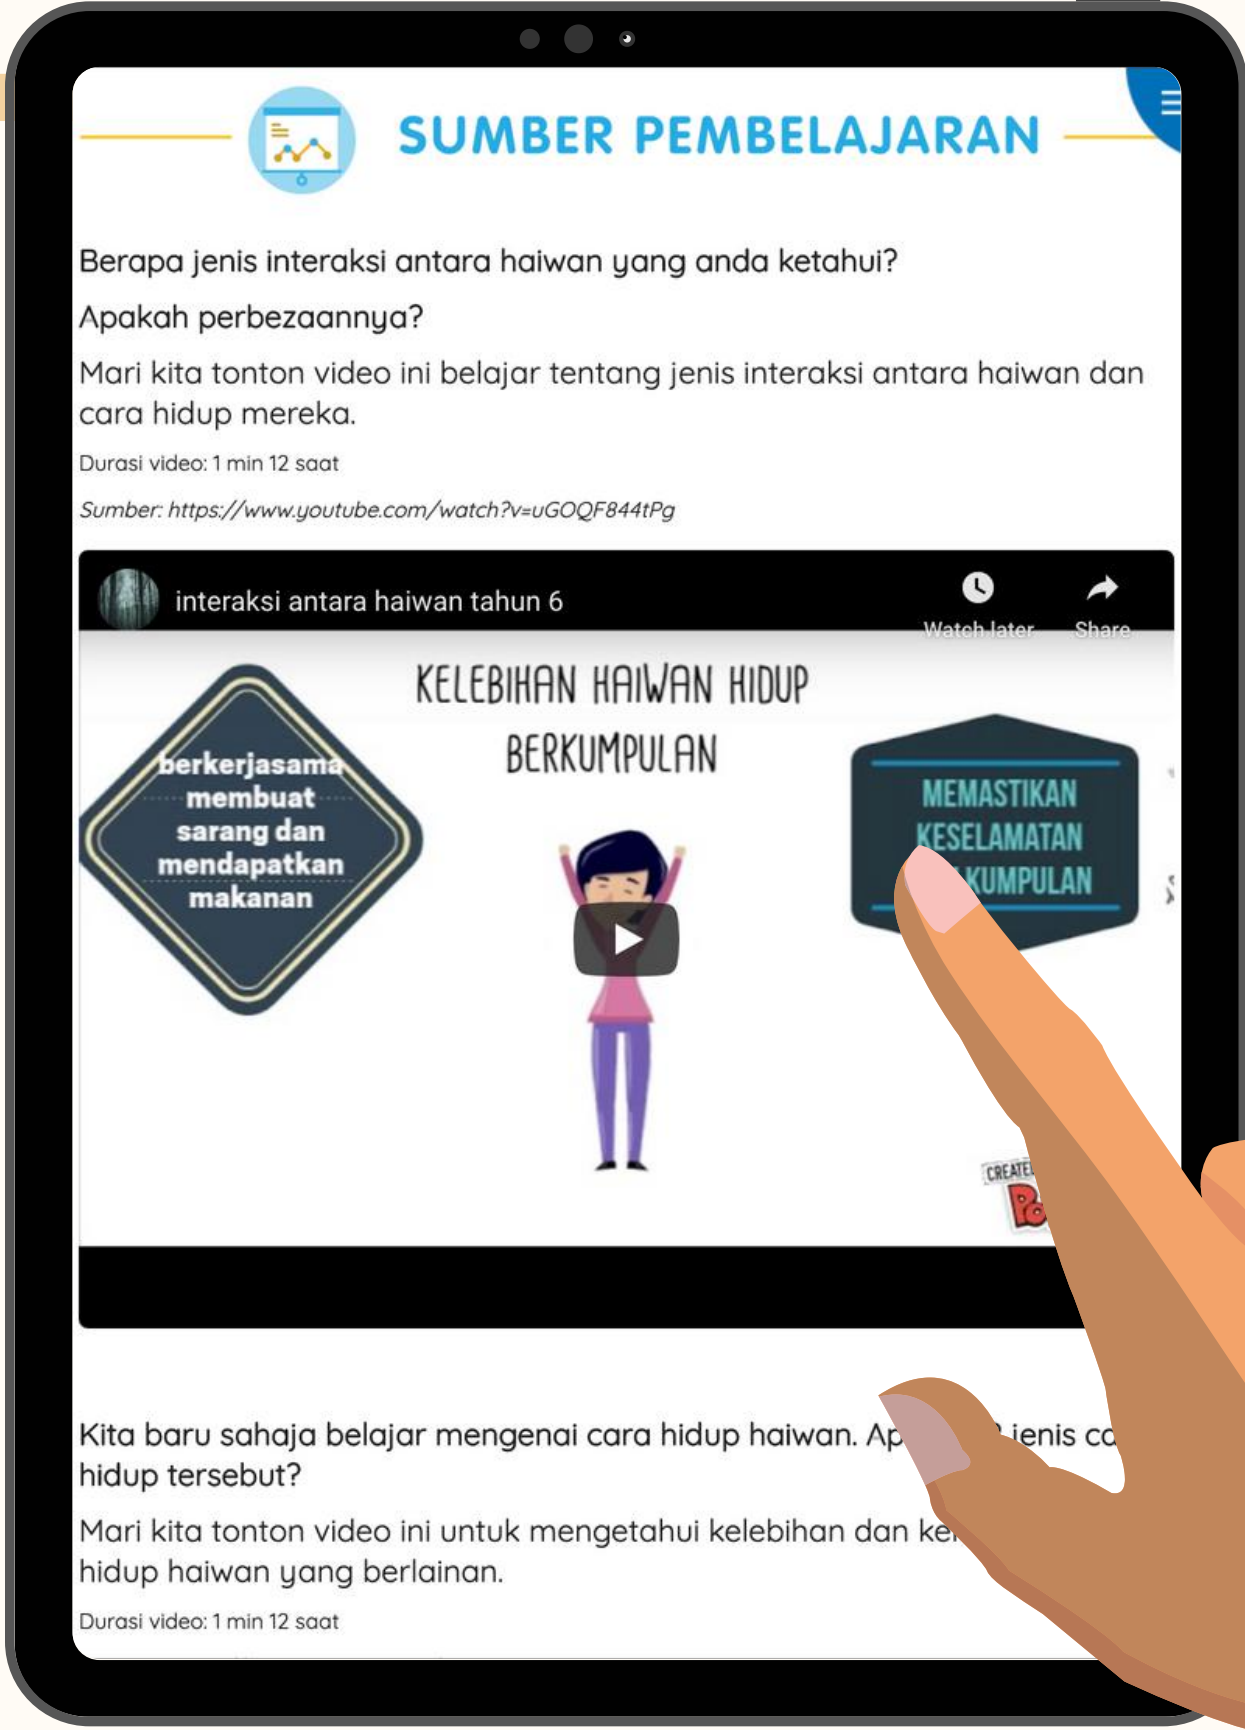 SUMBER PEMBELAJARAN
Berapa jenis interaksi antara haiwan yang anda ketahui?
Apakah perbezaannya?
Mari kita tonton video ini belajar tentang jenis interaksi antara haiwan dan
cara hidup mereka.
Durasi video: 1 min 12 saat
Sumber: https://www.youtube.com/watch?v=uGOQF844tPg
interaksi antara haiwan tahun 6
Watch later
Share
KELEBIHAN HAIWAN HIDUP
BERKUMPULAN
berkerjasama
membuat
sarang dan
mendapatkan
makanan
MEMASTIKAN
KESELAMATAN
KUMPULAN
Kita baru sahaja belajar mengenai cara hidup haiwan. jenis
hidup tersebut?
Mari kita tonton video ini untuk mengetahui kelebihan dan
hidup haiwan yang berlainan.
Durasi video: 1 min 12 saat